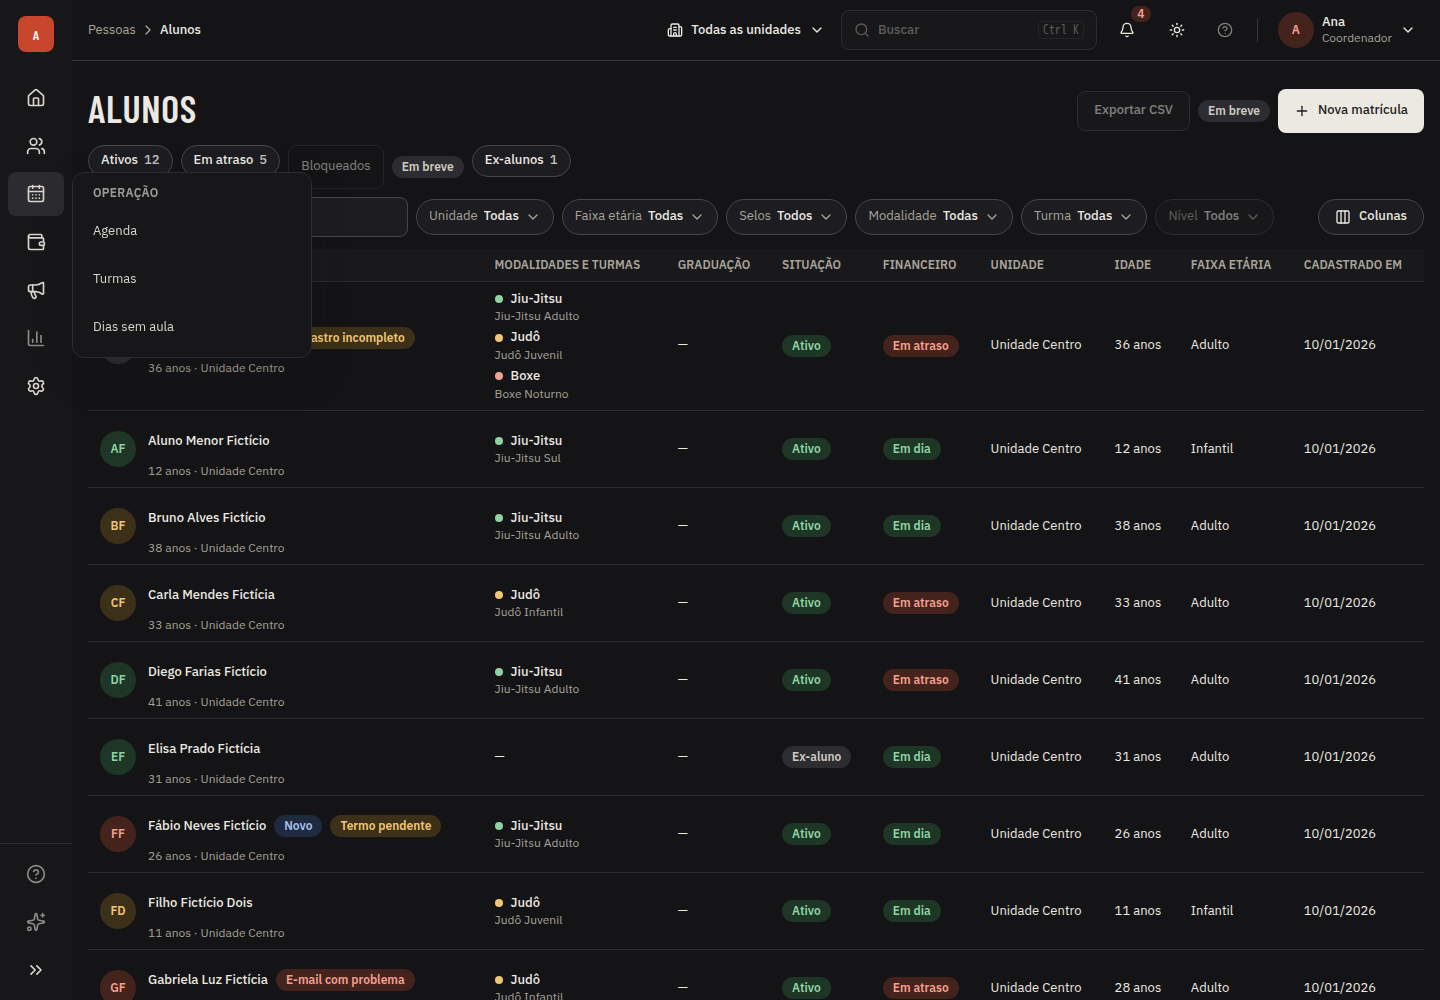 A
Pessoas > Alunos
Todas as unidades
Buscar
Ctrl K
4
A
Ana
Coordenador
ALUNOS
Exportar CSV
Em breve
Nova matrícula
Ativos 12
Em atraso 5
Bloqueados
Em breve
Ex-alunos 1
OPERAÇÃO
Agenda
Turmas
Dias sem aula
Unidade Todas
Faixa etária Todas
Selos Todos
Modalidade Todas
Turma Todas
Nível Todos
Colunas
MODALIDADES E TURMAS
GRADUAÇÃO
SITUAÇÃO
FINANCEIRO
UNIDADE
IDADE
FAIXA ETÁRIA
CADASTRADO EM
astro incompleto
36 anos · Unidade Centro
Jiu-Jitsu
Jiu-Jitsu Adulto
Judô
Judô Juvenil
Boxe
Boxe Noturno
—
Ativo
Em atraso
Unidade Centro
36 anos
Adulto
10/01/2026
AF
Aluno Menor Fictício
12 anos · Unidade Centro
Jiu-Jitsu
Jiu-Jitsu Sul
—
Ativo
Em dia
Unidade Centro
12 anos
Infantil
10/01/2026
BF
Bruno Alves Fictício
38 anos · Unidade Centro
Jiu-Jitsu
Jiu-Jitsu Adulto
—
Ativo
Em dia
Unidade Centro
38 anos
Adulto
10/01/2026
CF
Carla Mendes Fictícia
33 anos · Unidade Centro
Judô
Judô Infantil
—
Ativo
Em atraso
Unidade Centro
33 anos
Adulto
10/01/2026
DF
Diego Farias Fictício
41 anos · Unidade Centro
Jiu-Jitsu
Jiu-Jitsu Adulto
—
Ativo
Em atraso
Unidade Centro
41 anos
Adulto
10/01/2026
EF
Elisa Prado Fictícia
31 anos · Unidade Centro
—
—
Ex-aluno
Em dia
Unidade Centro
31 anos
Adulto
10/01/2026
FF
Fábio Neves Fictício
Novo
Termo pendente
26 anos · Unidade Centro
Jiu-Jitsu
Jiu-Jitsu Adulto
—
Ativo
Em dia
Unidade Centro
26 anos
Adulto
10/01/2026
FD
Filho Fictício Dois
11 anos · Unidade Centro
Judô
Judô Juvenil
—
Ativo
Em dia
Unidade Centro
11 anos
Infantil
10/01/2026
GF
Gabriela Luz Fictícia
E-mail com problema
Judô
Judô Infantil
—
Ativo
Em atraso
Unidade Centro
28 anos
Adulto
10/01/2026